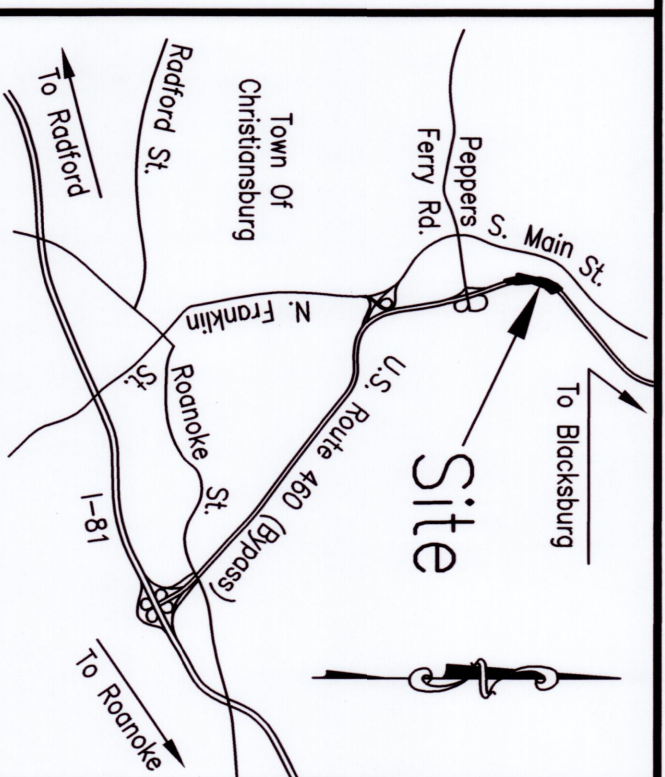 To Radford
Radford St.
Town Of
Christiansburg
Peppers
Ferry Rd.
S. Main St.
N. Franklin
St.
U.S. Route 460 (Bypass)
Roanoke
St.
To Blacksburg
Site
I-81
To Roanoke